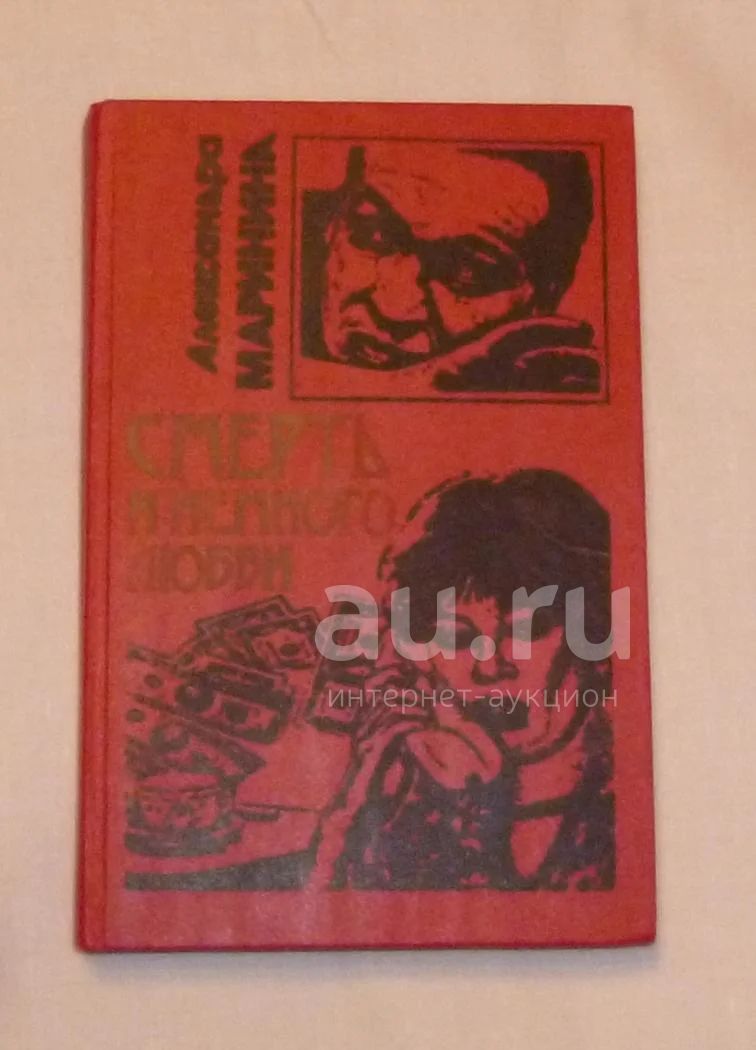 Александра
МАРИНИНА
СМЕРТЬ
И НЕМНОГО
ЛЮБВИ
au.ru
интернет-аукцион